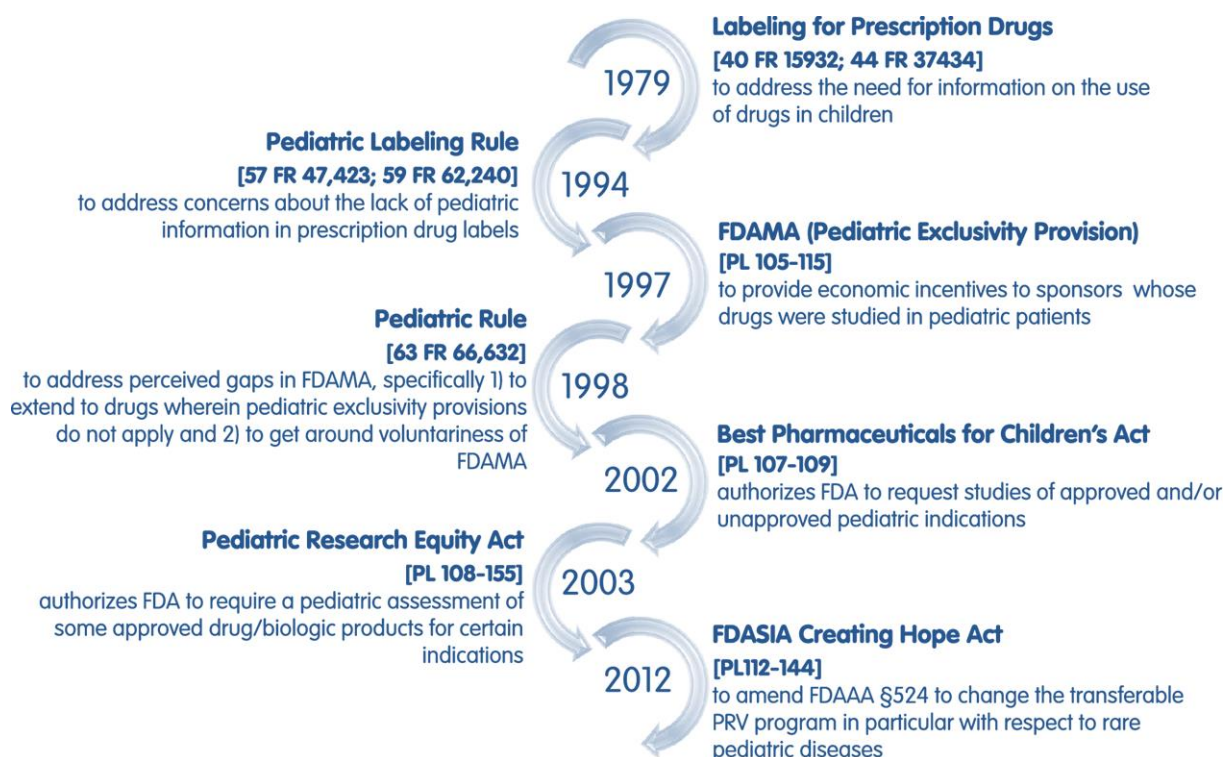 1979
Labeling for Prescription Drugs
[40 FR 15932; 44 FR 37434]
to address the need for information on the use
of drugs in children
Pediatric Labeling Rule
[57 FR 47,423; 59 FR 62,240]
to address concerns about the lack of pediatric
information in prescription drug labels
1994
1997
FDAMA (Pediatric Exclusivity Provision)
[PL 105-115]
to provide economic incentives to sponsors whose
drugs were studied in pediatric patients
Pediatric Rule
[63 FR 66,632]
to address perceived gaps in FDAMA, specifically 1) to
extend to drugs wherein pediatric exclusivity provisions
do not apply and 2) to get around voluntariness of
FDAMA
1998
2002
Best Pharmaceuticals for Children's Act
[PL 107-109]
authorizes FDA to request studies of approved and/or
unapproved pediatric indications
Pediatric Research Equity Act
[PL 108-155]
authorizes FDA to require a pediatric assessment of
some approved drug/biologic products for certain
indications
2003
2012
FDASIA Creating Hope Act
[PL112-144]
to amend FDAAA §524 to change the transferable
PRV program in particular with respect to rare
pediatric diseases